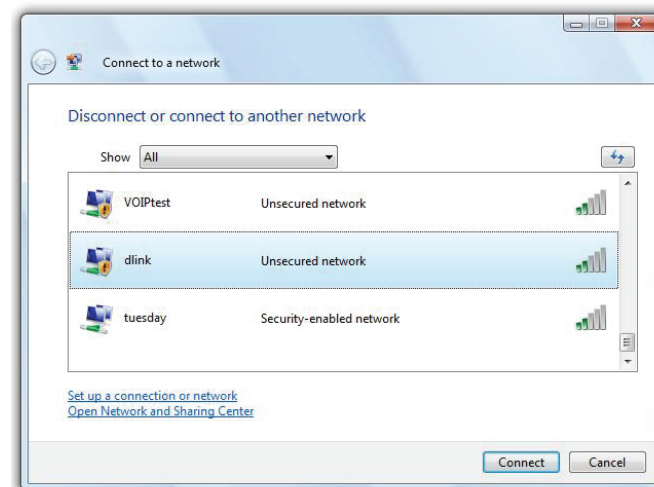 Connect to a network
Disconnect or connect to another network
Show All
VOIPtest Unsecured network
dlink Unsecured network
tuesday Security-enabled network
Set up a connection or network
Open Network and Sharing Center
Connect Cancel